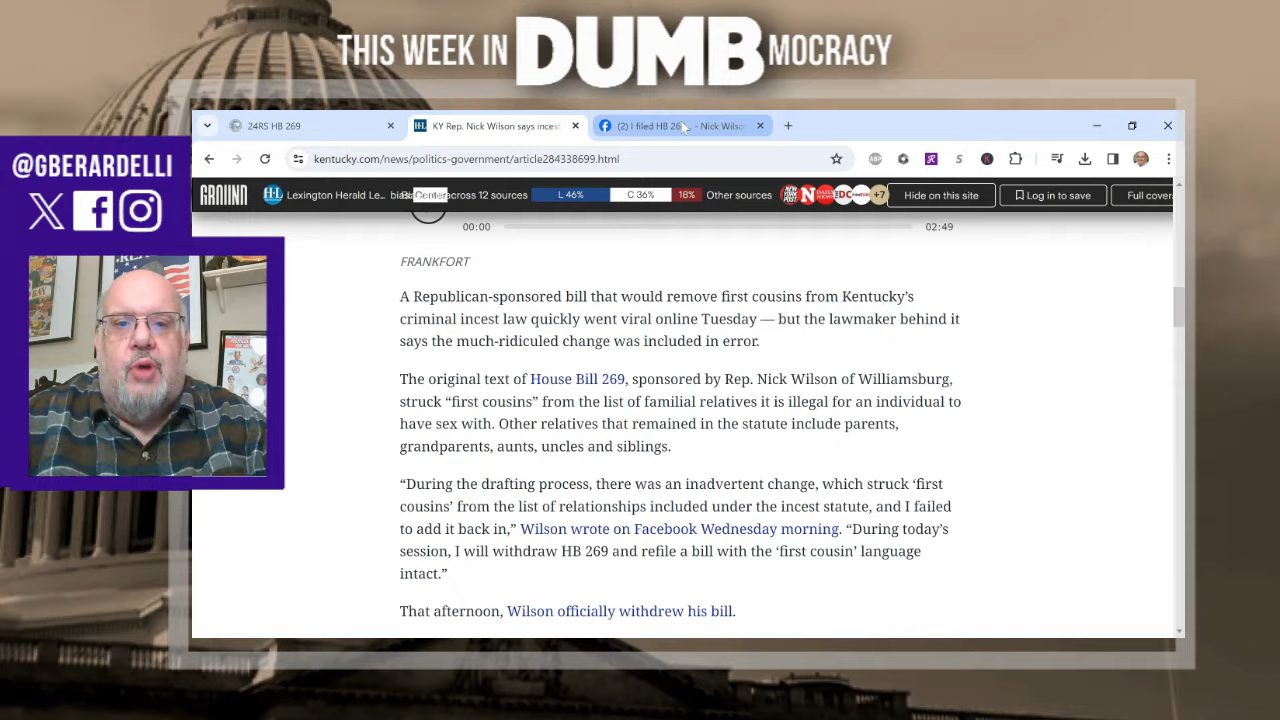 THIS WEEK IN DUMBMOCRACY
24RS HB 269
KY Rep. Nick Wilson says incest
(2) I filed HB 26 - Nick Wilso
@GBERARDELLI
kentucky.com/news/politics-government/article284338699.html
GROUND
Lexington Herald Le... bias Center across 12 sources
L 46%
C 36%
18%
Other sources
+7
Hide on this site
Log in to save
Full cover
00:00
02:49
FRANKFORT
A Republican-sponsored bill that would remove first cousins from Kentucky’s
criminal incest law quickly went viral online Tuesday — but the lawmaker behind it
says the much-ridiculed change was included in error.
The original text of House Bill 269, sponsored by Rep. Nick Wilson of Williamsburg,
struck “first cousins” from the list of familial relatives it is illegal for an individual to
have sex with. Other relatives that remained in the statute include parents,
grandparents, aunts, uncles and siblings.
“During the drafting process, there was an inadvertent change, which struck ‘first
cousins’ from the list of relationships included under the incest statute, and I failed
to add it back in,” Wilson wrote on Facebook Wednesday morning. “During today’s
session, I will withdraw HB 269 and refile a bill with the ‘first cousin’ language
intact.”
That afternoon, Wilson officially withdrew his bill.